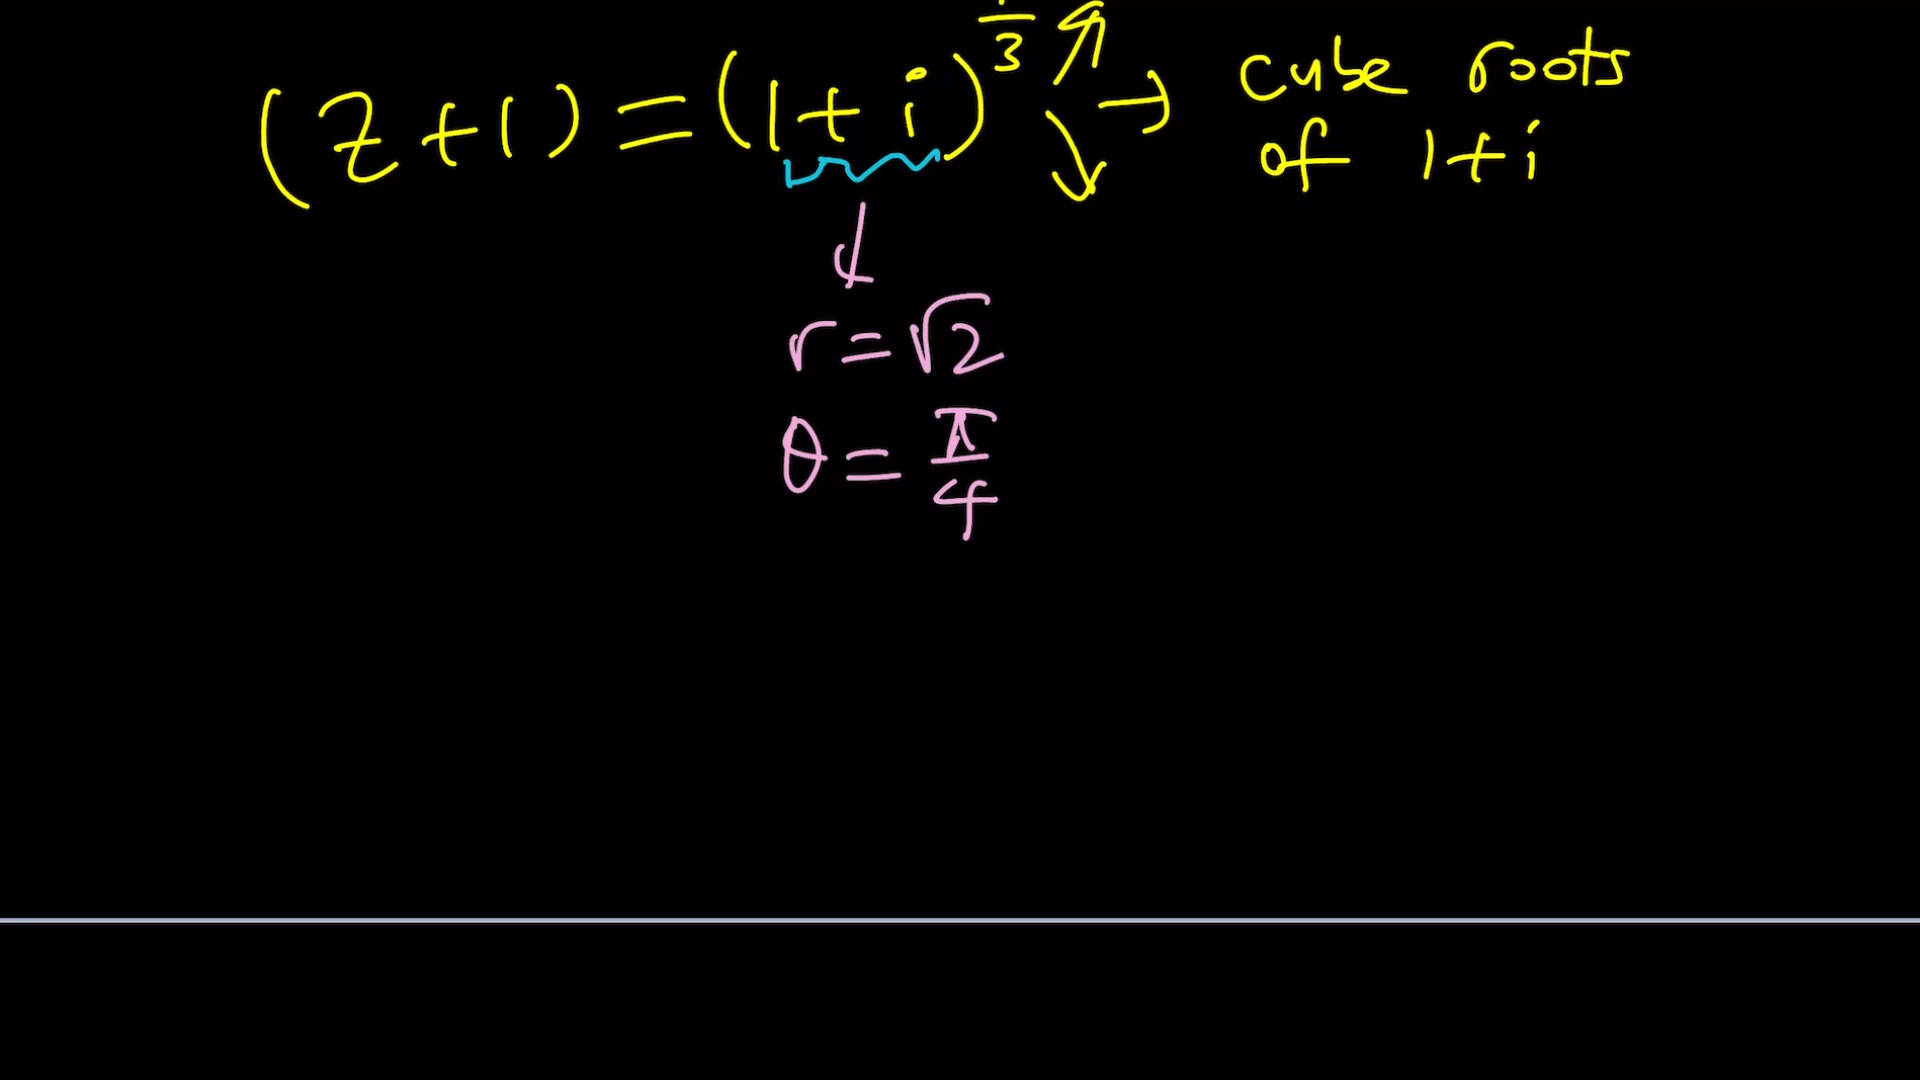 (z+1) = (1+i)^1/3 → cube roots
of 1+i
r = √2
θ = π/4